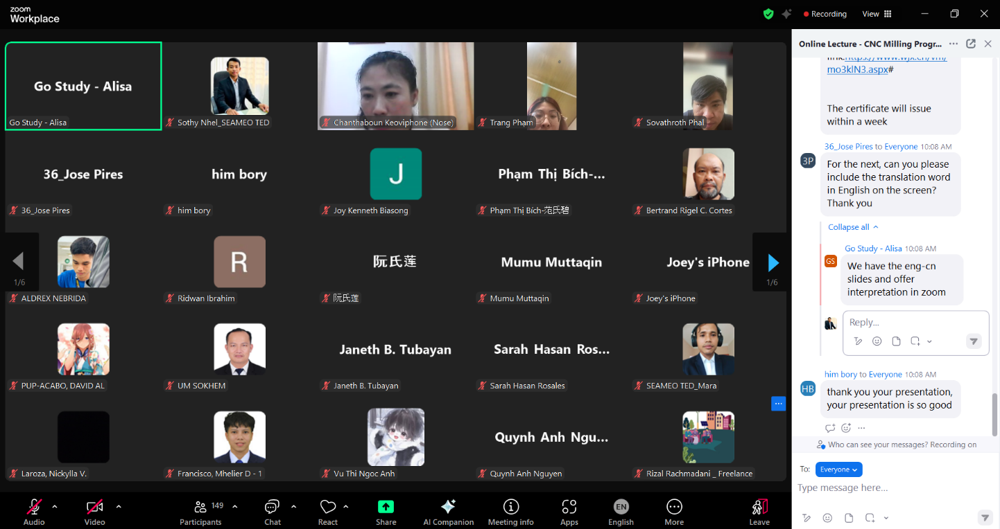 zoom
Workplace
Recording
View
Go Study - Alisa
Go Study - Alisa
Sothy Nhel_SEAMEO TED
Chanthaboun Keoviphone (Nose)
Trang Phạm
Sovathroth Phal
36_Jose Pires
36_Jose Pires
him bory
him bory
J
Joy Kenneth Biasong
Phạm Thị Bích-...
Phạm Thị Bích-范氏碧
Bertrand Rigel C. Cortes
1/6
ALDREX NEBRIDA
R
Ridwan Ibrahim
阮氏莲
阮氏莲
Mumu Muttaqin
Mumu Muttaqin
Joey's iPhone
Joey's iPhone
1/6
PUP-ACABO, DAVID AL
UM SOKHEM
Janeth B. Tubayan
Janeth B. Tubayan
Sarah Hasan Ros...
Sarah Hasan Rosales
SEAMEO TED_Mara
Laroza, Nickylla V.
Francisco, Mhelier D - 1
Vu Thi Ngoc Anh
Quynh Anh Ngu...
Quynh Anh Nguyen
Rizal Rachmadani _ Freelance
Audio
Video
149
Participants
Chat
React
Share
AI Companion
Meeting info
Apps
EN
English
More
Leave
Online Lecture - CNC Milling Progr...
link:https://www.wjx.cn/vm/
mo3klN3.aspx#
The certificate will issue
within a week
36_Jose Pires to Everyone 10:08 AM
3P
For the next, can you please
include the translation word
in English on the screen?
Thank you
Collapse all
Go Study - Alisa 10:08 AM
GS
We have the eng-cn
slides and offer
interpretation in zoom
Reply...
him bory to Everyone 10:08 AM
HB
thank you your presentation,
your presentation is so good
Who can see your messages? Recording on
To: Everyone
Type message here...